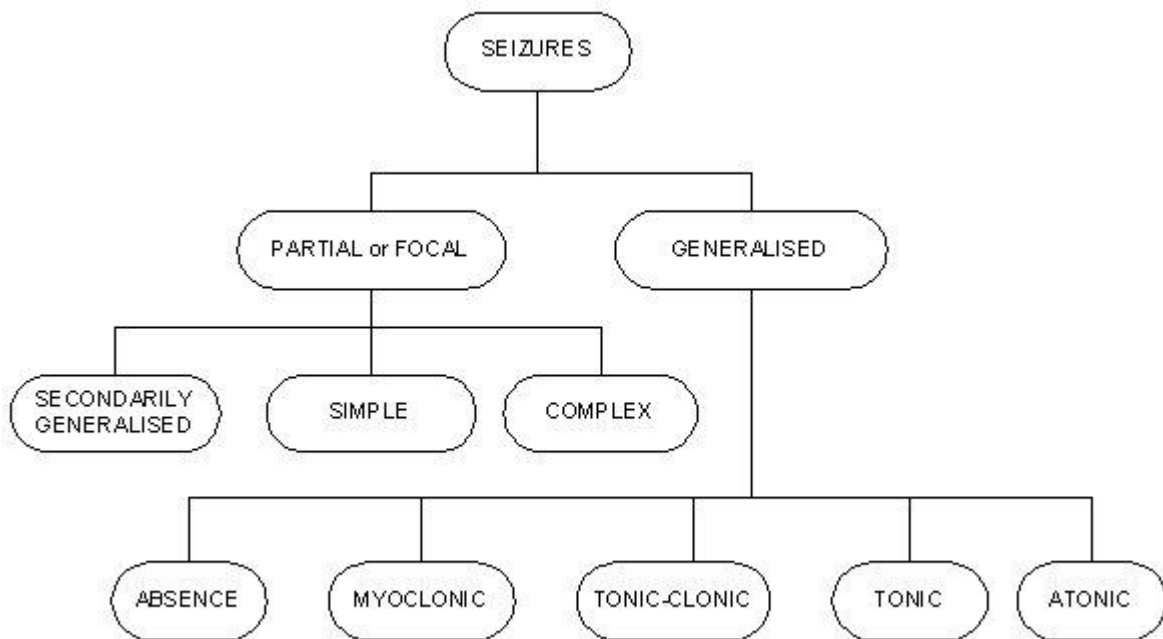 SEIZURES
PARTIAL or FOCAL
GENERALISED
SECONDARILY
GENERALISED
SIMPLE
COMPLEX
ABSENCE
MYOCLONIC
TONIC-CLONIC
TONIC
ATONIC